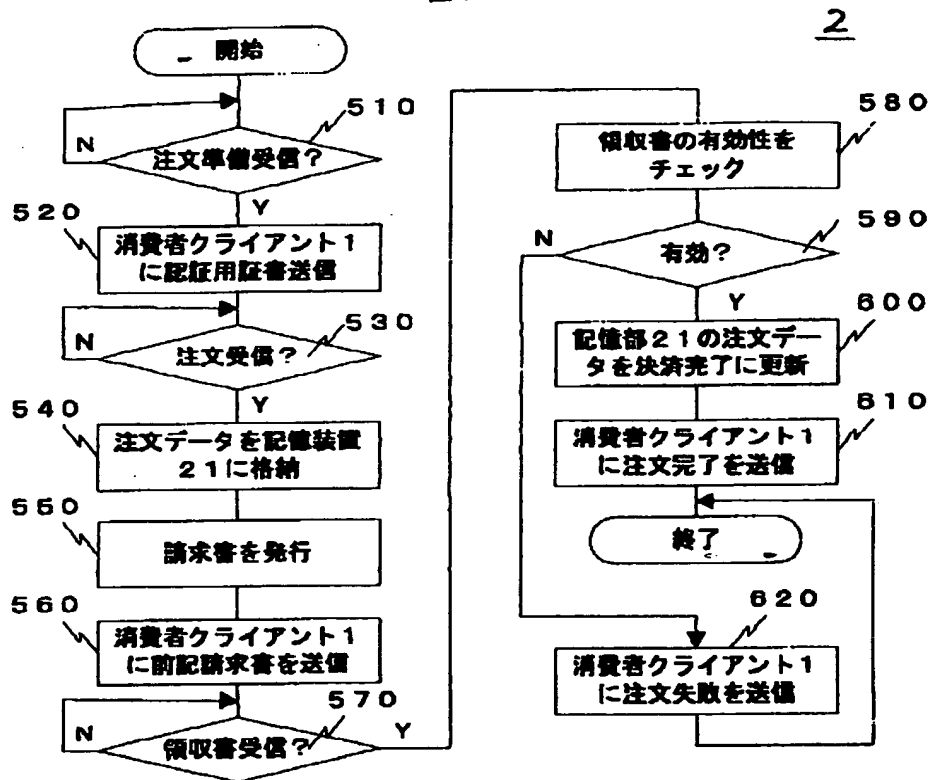 2
開始
510
注文準備受信?
N
Y
520
消費者クライアント1
に認証用証書送信
530
注文受信?
N
Y
540
注文データを記憶装置
21に格納
550
請求書を発行
560
消費者クライアント1
に前記請求書を送信
570
領収書受信?
N
Y
580
領収書の有効性を
チェック
590
有効?
N
Y
600
記憶部21の注文デー
タを決済完了に更新
610
消費者クライアント1
に注文完了を送信
終了
620
消費者クライアント1
に注文失敗を送信